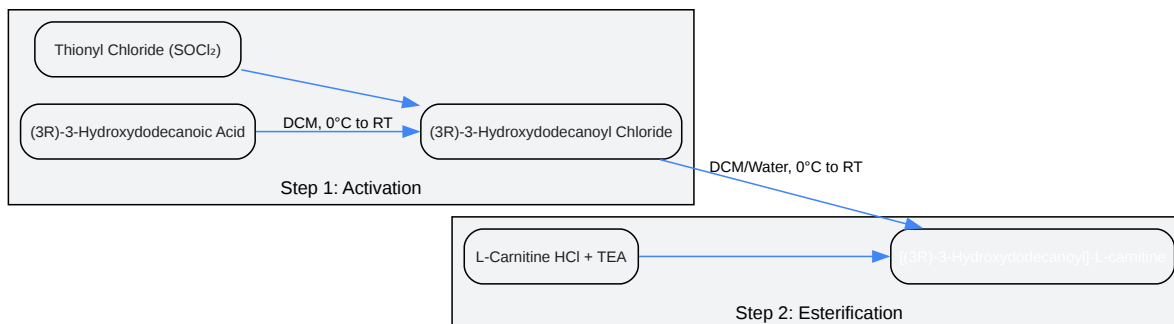 Thionyl Chloride (SOCl₂)
(3R)-3-Hydroxydodecanoic Acid
DCM, 0°C to RT
(3R)-3-Hydroxydodecanoyl Chloride
Step 1: Activation
DCM/Water, 0°C to RT
L-Carnitine HCl + TEA
[(3R)-3-Hydroxydodecanoyl]-L-carnitine
Step 2: Esterification